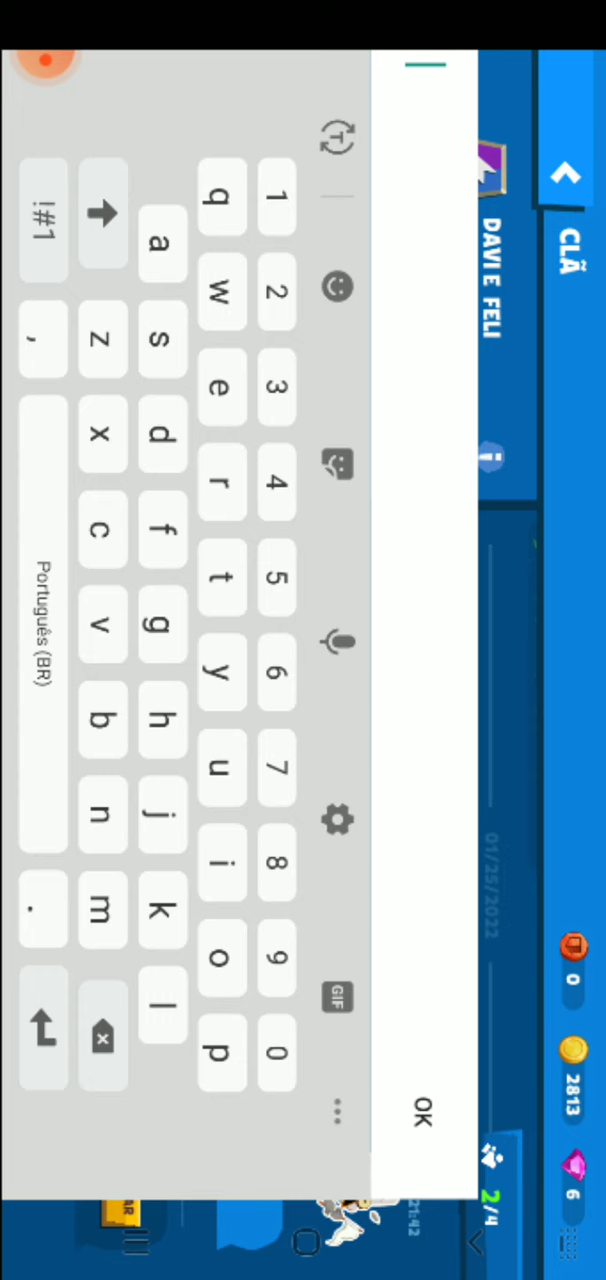 CLÃ
0
2813
6
DAVI E FELI
01/25/2022
2/4
OK
T
GIF
1 2 3 4 5 6 7 8 9 0
q w e r t y u i o p
a s d f g h j k l
z x c v b n m
!#1 , Português (BR) .
21:42
AR